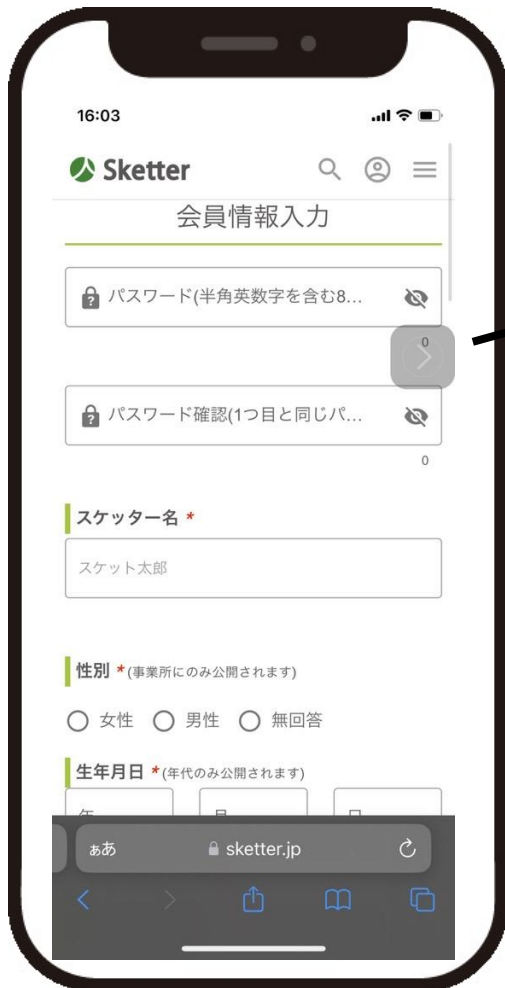 16:03
Sketter
会員情報入力
パスワード(半角英数字を含む8...
0
パスワード確認(1つ目と同じパ...
0
スケッター名 *
スケット太郎
性別 *(事業所にのみ公開されます)
女性 男性 無回答
生年月日 *(年代のみ公開されます)
年 月 日
ぁあ sketter.jp